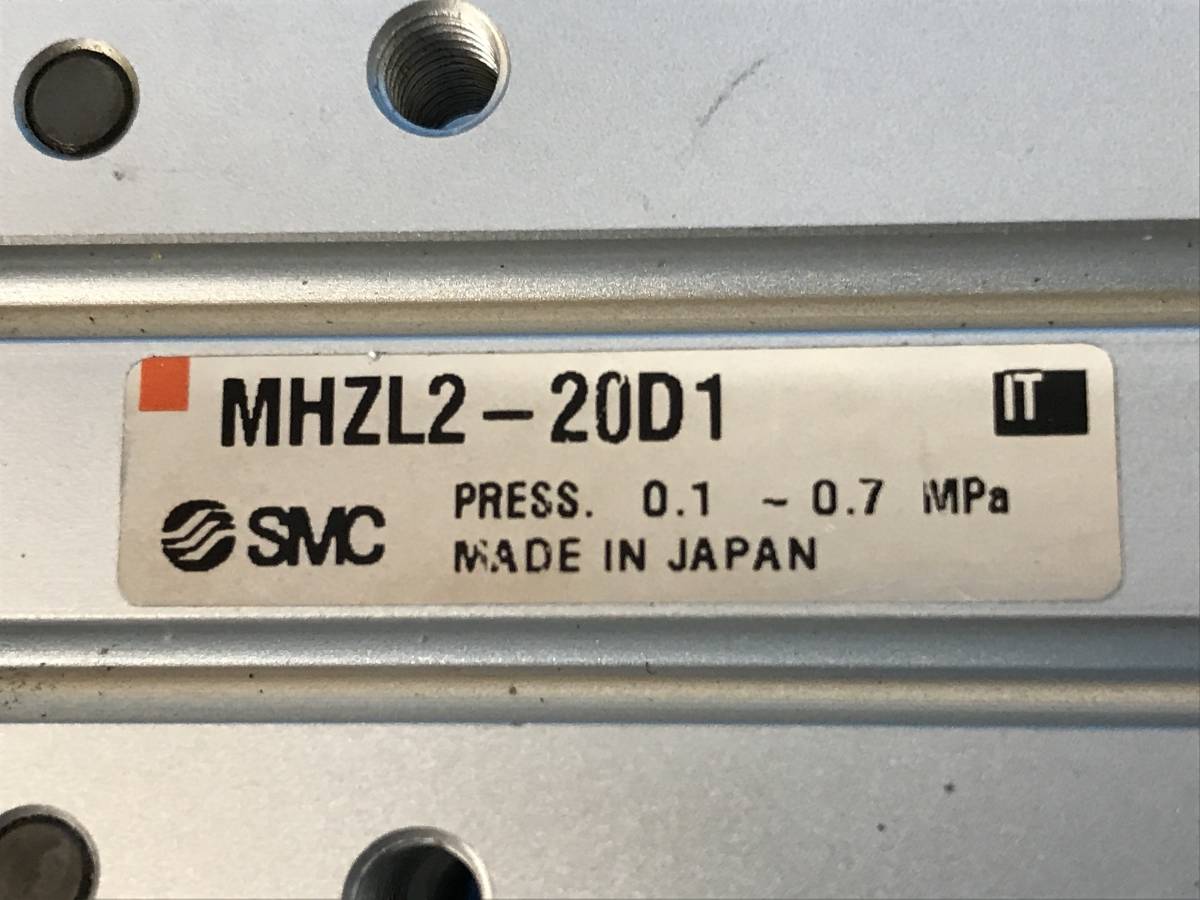 MHZL2-20D1
IT
SMC
PRESS. 0.1 ~ 0.7 MPa
MADE IN JAPAN